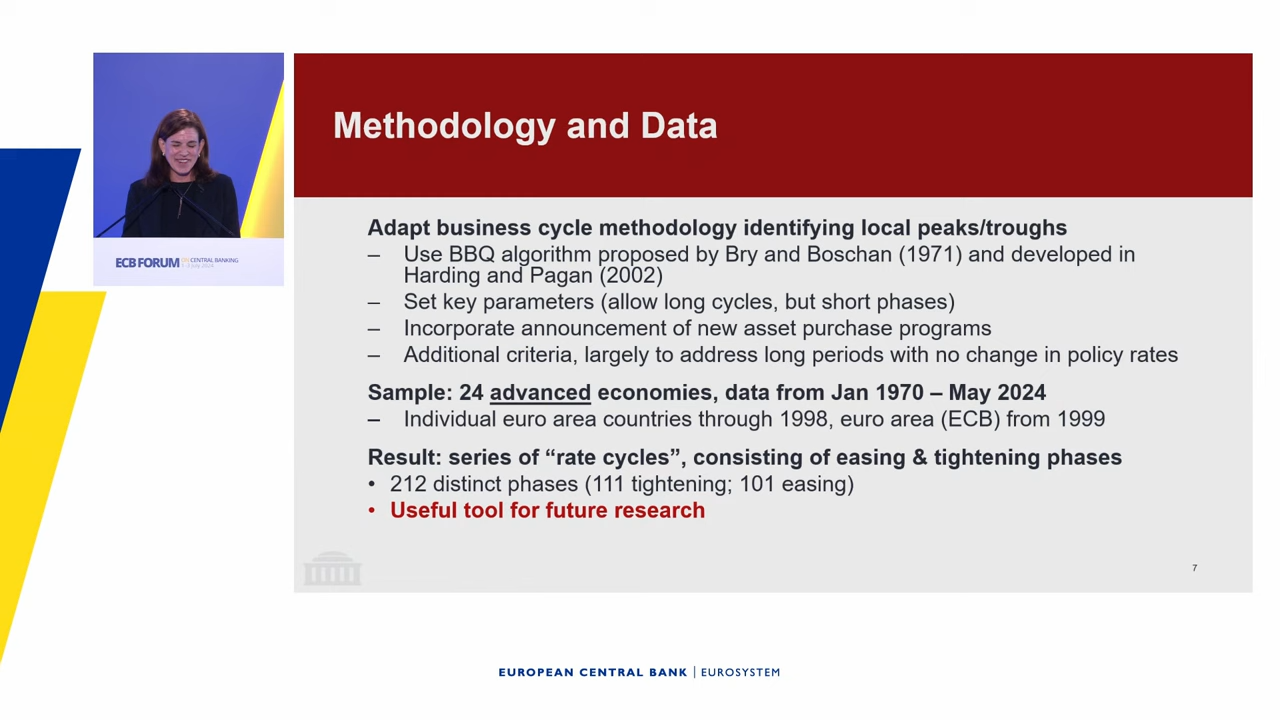 Methodology and Data
Adapt business cycle methodology identifying local peaks/troughs
– Use BBQ algorithm proposed by Bry and Boschan (1971) and developed in
Harding and Pagan (2002)
– Set key parameters (allow long cycles, but short phases)
– Incorporate announcement of new asset purchase programs
– Additional criteria, largely to address long periods with no change in policy rates
Sample: 24 advanced economies, data from Jan 1970 – May 2024
– Individual euro area countries through 1998, euro area (ECB) from 1999
Result: series of “rate cycles”, consisting of easing & tightening phases
• 212 distinct phases (111 tightening; 101 easing)
• Useful tool for future research
7
ECB FORUM ON CENTRAL BANKING
1-3 July 2024
EUROPEAN CENTRAL BANK | EUROSYSTEM